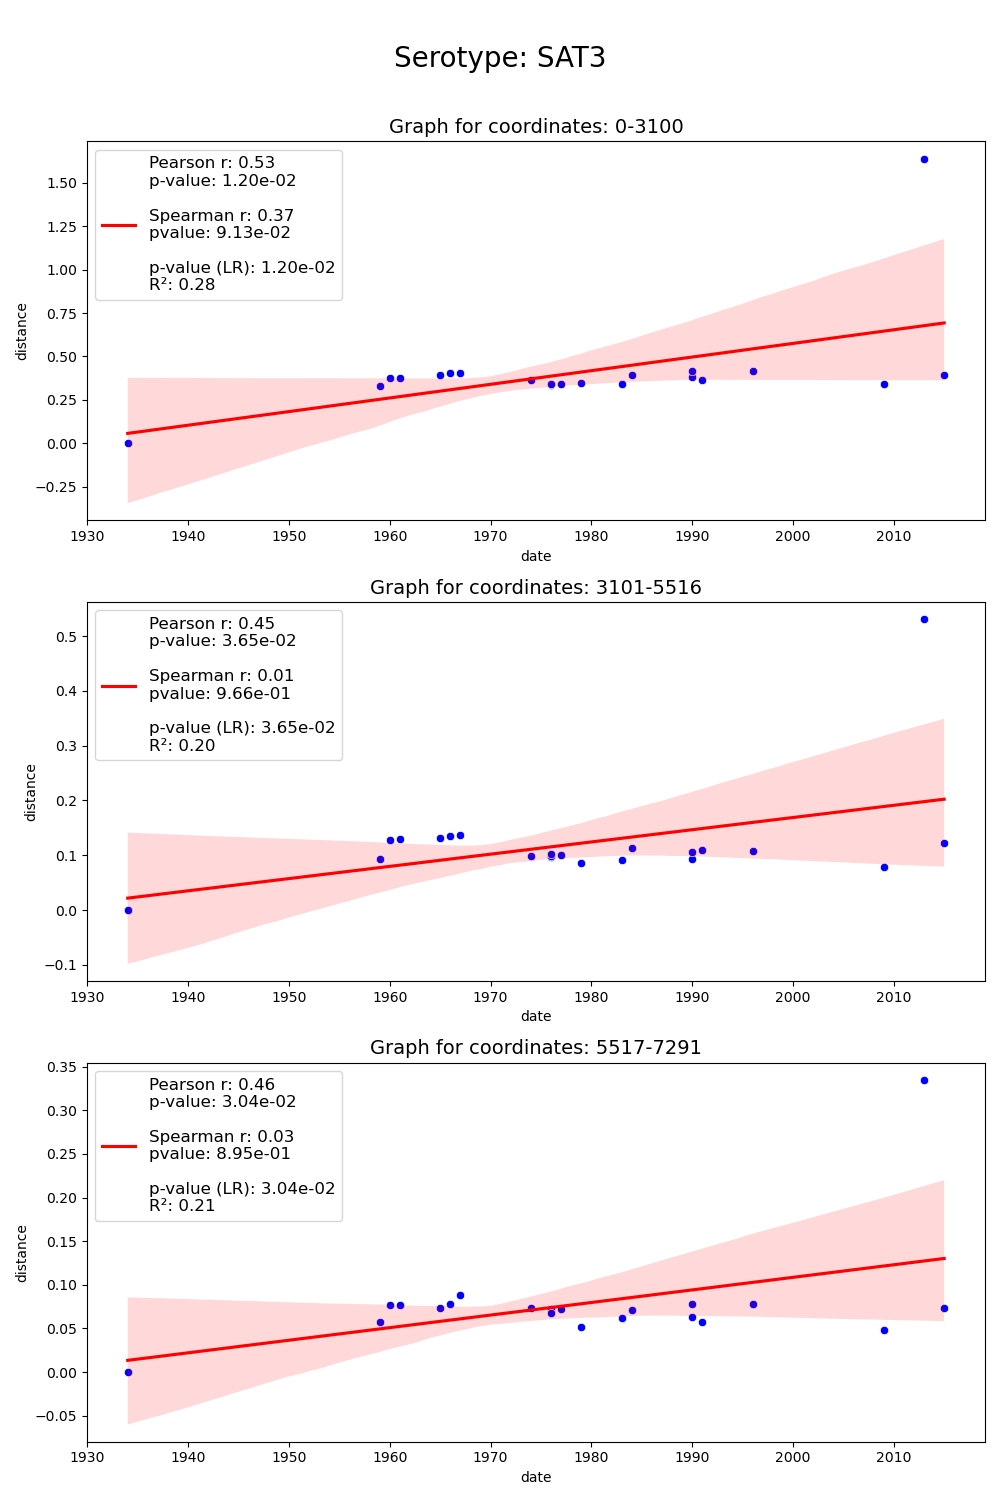 Serotype: SAT3
Graph for coordinates: 0-3100
Pearson r: 0.53
p-value: 1.20e-02
Spearman r: 0.37
pvalue: 9.13e-02
p-value (LR): 1.20e-02
R²: 0.28
distance
1.50
1.25
1.00
0.75
0.50
0.25
0.00
−0.25
1930 1940 1950 1960 1970 1980 1990 2000 2010
date
Graph for coordinates: 3101-5516
Pearson r: 0.45
p-value: 3.65e-02
Spearman r: 0.01
pvalue: 9.66e-01
p-value (LR): 3.65e-02
R²: 0.20
distance
0.5
0.4
0.3
0.2
0.1
0.0
−0.1
1930 1940 1950 1960 1970 1980 1990 2000 2010
date
Graph for coordinates: 5517-7291
Pearson r: 0.46
p-value: 3.04e-02
Spearman r: 0.03
pvalue: 8.95e-01
p-value (LR): 3.04e-02
R²: 0.21
distance
0.35
0.30
0.25
0.20
0.15
0.10
0.05
0.00
−0.05
1930 1940 1950 1960 1970 1980 1990 2000 2010
date